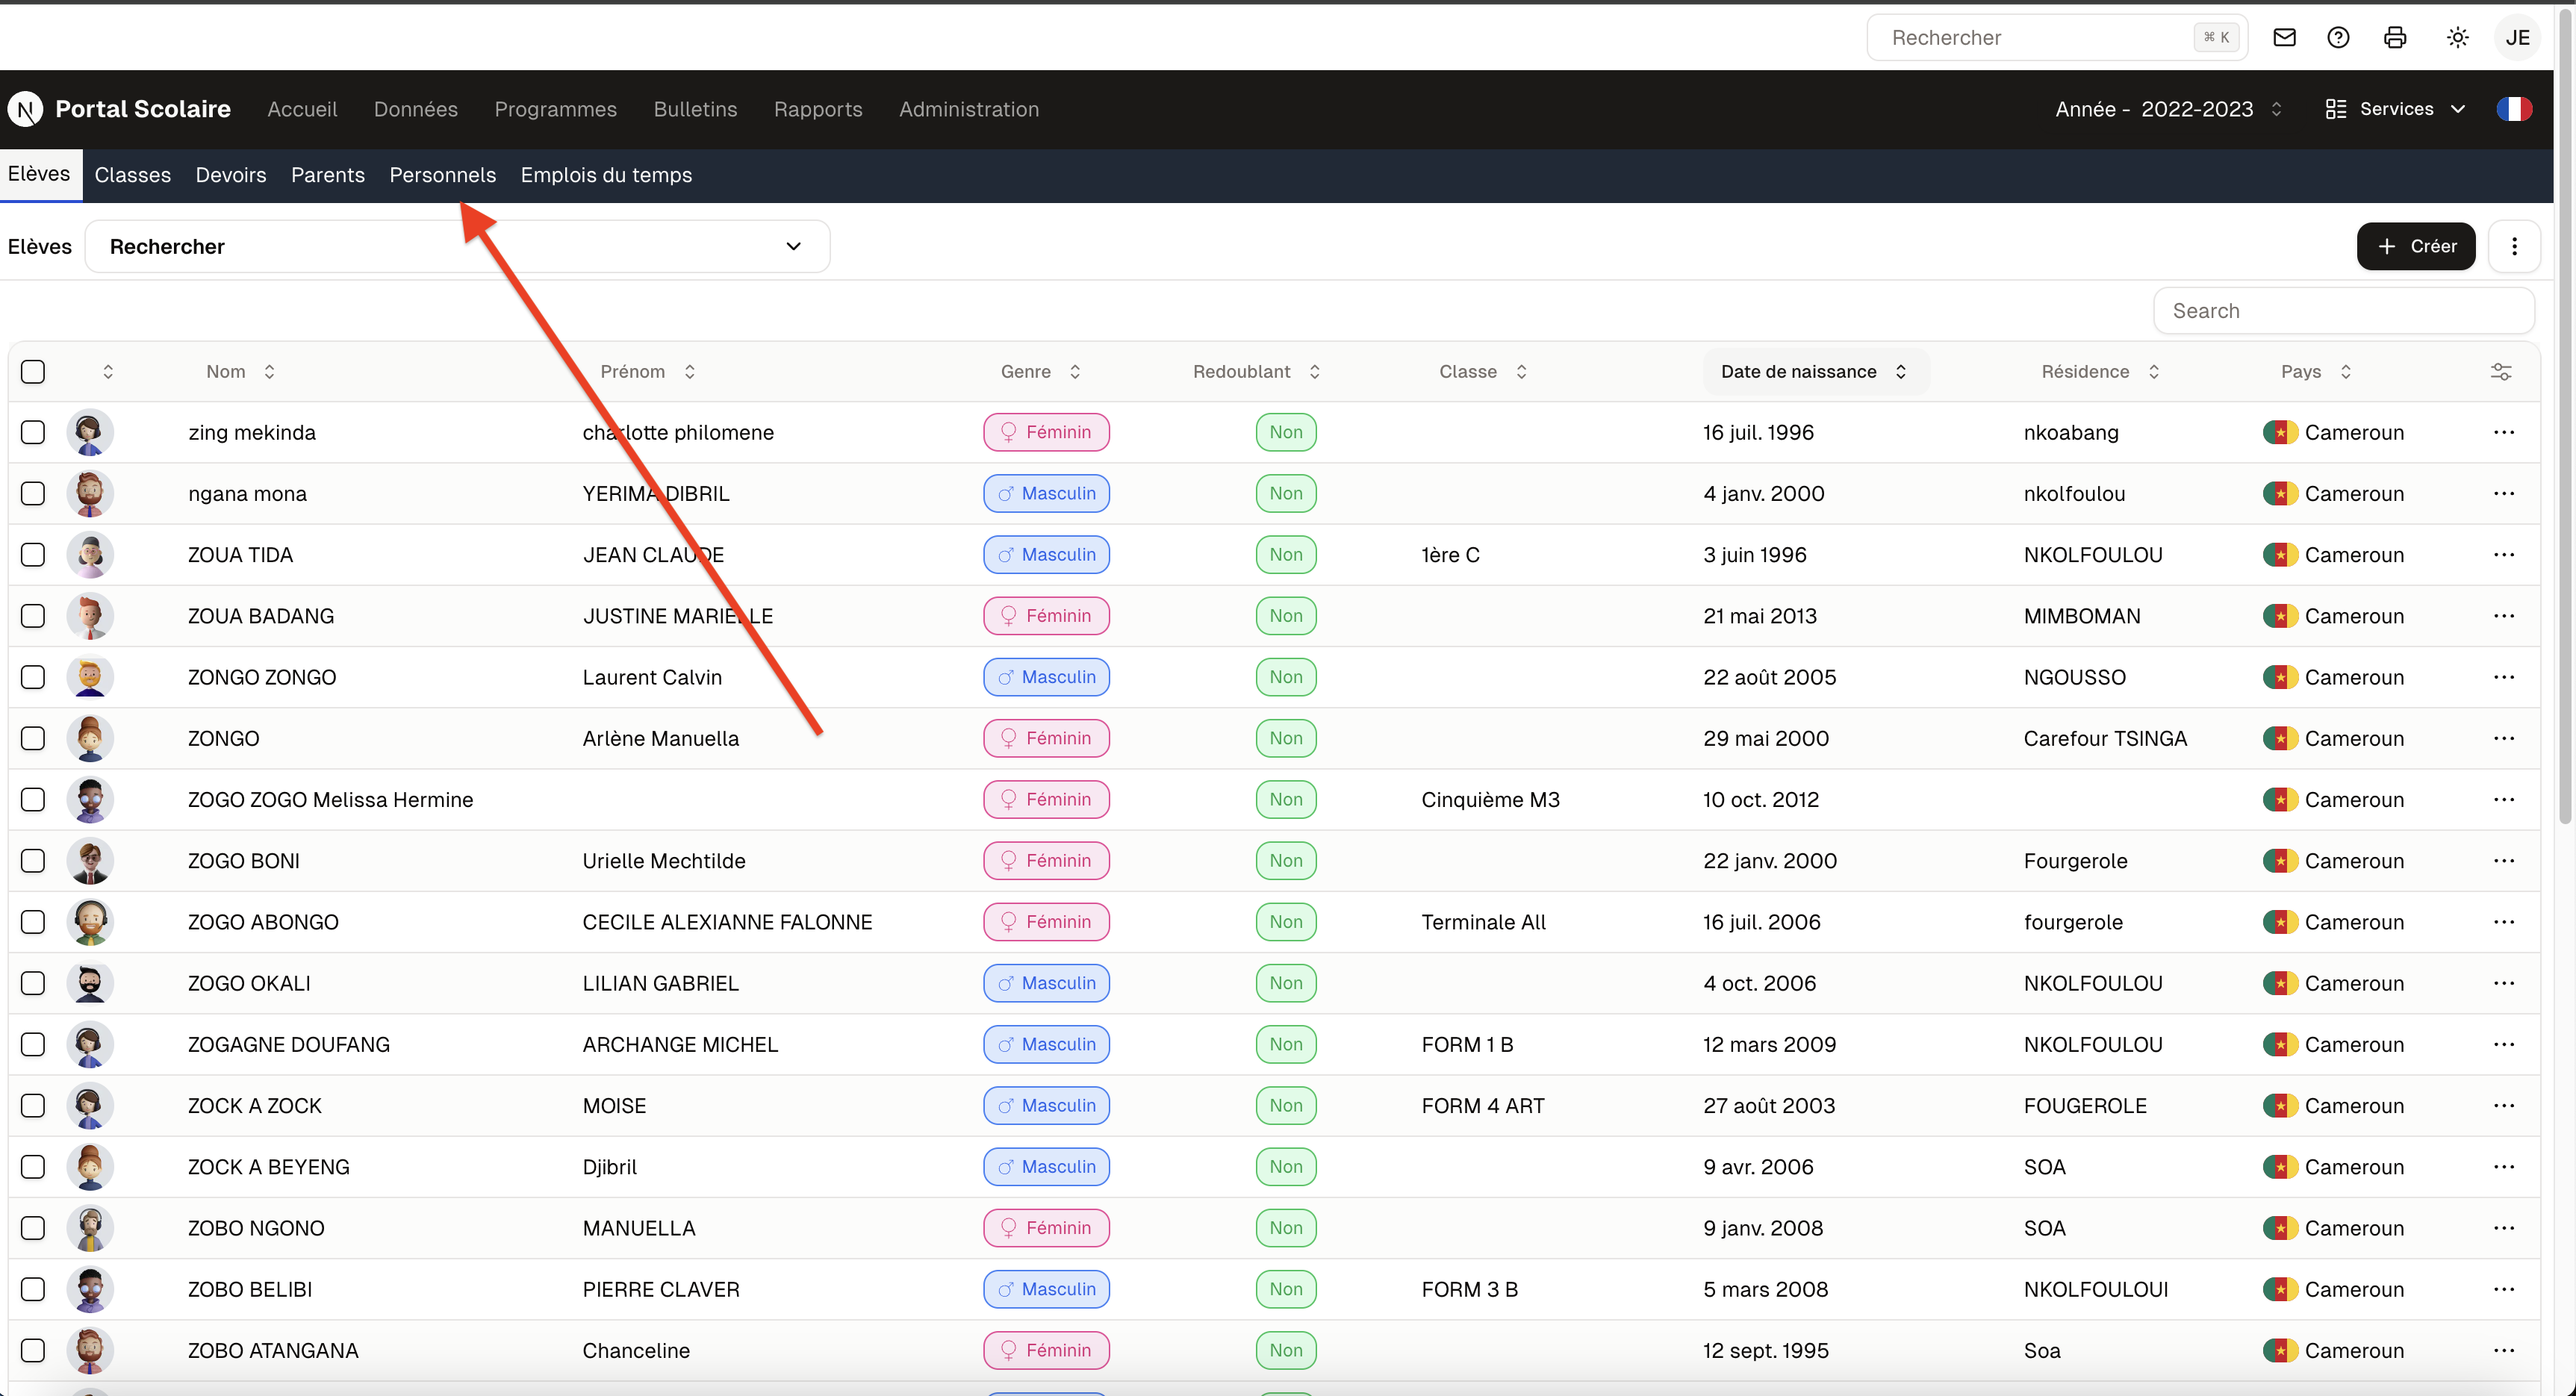 Rechercher ⌘ K JE
Portal Scolaire Accueil Données Programmes Bulletins Rapports Administration Année - 2022-2023 Services
Elèves Classes Devoirs Parents Personnels Emplois du temps
Elèves Rechercher + Créer
Search
Nom Prénom Genre Redoublant Classe Date de naissance Résidence Pays
zing mekinda charlotte philomene Féminin Non 16 juil. 1996 nkoabang Cameroun
ngana mona YERIMA DIBRIL Masculin Non 4 janv. 2000 nkolfoulou Cameroun
ZOUA TIDA JEAN CLAUDE Masculin Non 1ère C 3 juin 1996 NKOLFOULOU Cameroun
ZOUA BADANG JUSTINE MARIELLE Féminin Non 21 mai 2013 MIMBOMAN Cameroun
ZONGO ZONGO Laurent Calvin Masculin Non 22 août 2005 NGOUSSO Cameroun
ZONGO Arlène Manuella Féminin Non 29 mai 2000 Carefour TSINGA Cameroun
ZOGO ZOGO Melissa Hermine Féminin Non Cinquième M3 10 oct. 2012 Cameroun
ZOGO BONI Urielle Mechtilde Féminin Non 22 janv. 2000 Fourgerole Cameroun
ZOGO ABONGO CECILE ALEXIANNE FALONNE Féminin Non Terminale All 16 juil. 2006 fourgerole Cameroun
ZOGO OKALI LILIAN GABRIEL Masculin Non 4 oct. 2006 NKOLFOULOU Cameroun
ZOGAGNE DOUFANG ARCHANGE MICHEL Masculin Non FORM 1 B 12 mars 2009 NKOLFOULOU Cameroun
ZOCK A ZOCK MOISE Masculin Non FORM 4 ART 27 août 2003 FOUGEROLE Cameroun
ZOCK A BEYENG Djibril Masculin Non 9 avr. 2006 SOA Cameroun
ZOBO NGONO MANUELLA Féminin Non 9 janv. 2008 SOA Cameroun
ZOBO BELIBI PIERRE CLAVER Masculin Non FORM 3 B 5 mars 2008 NKOLFOULOUI Cameroun
ZOBO ATANGANA Chanceline Féminin Non 12 sept. 1995 Soa Cameroun